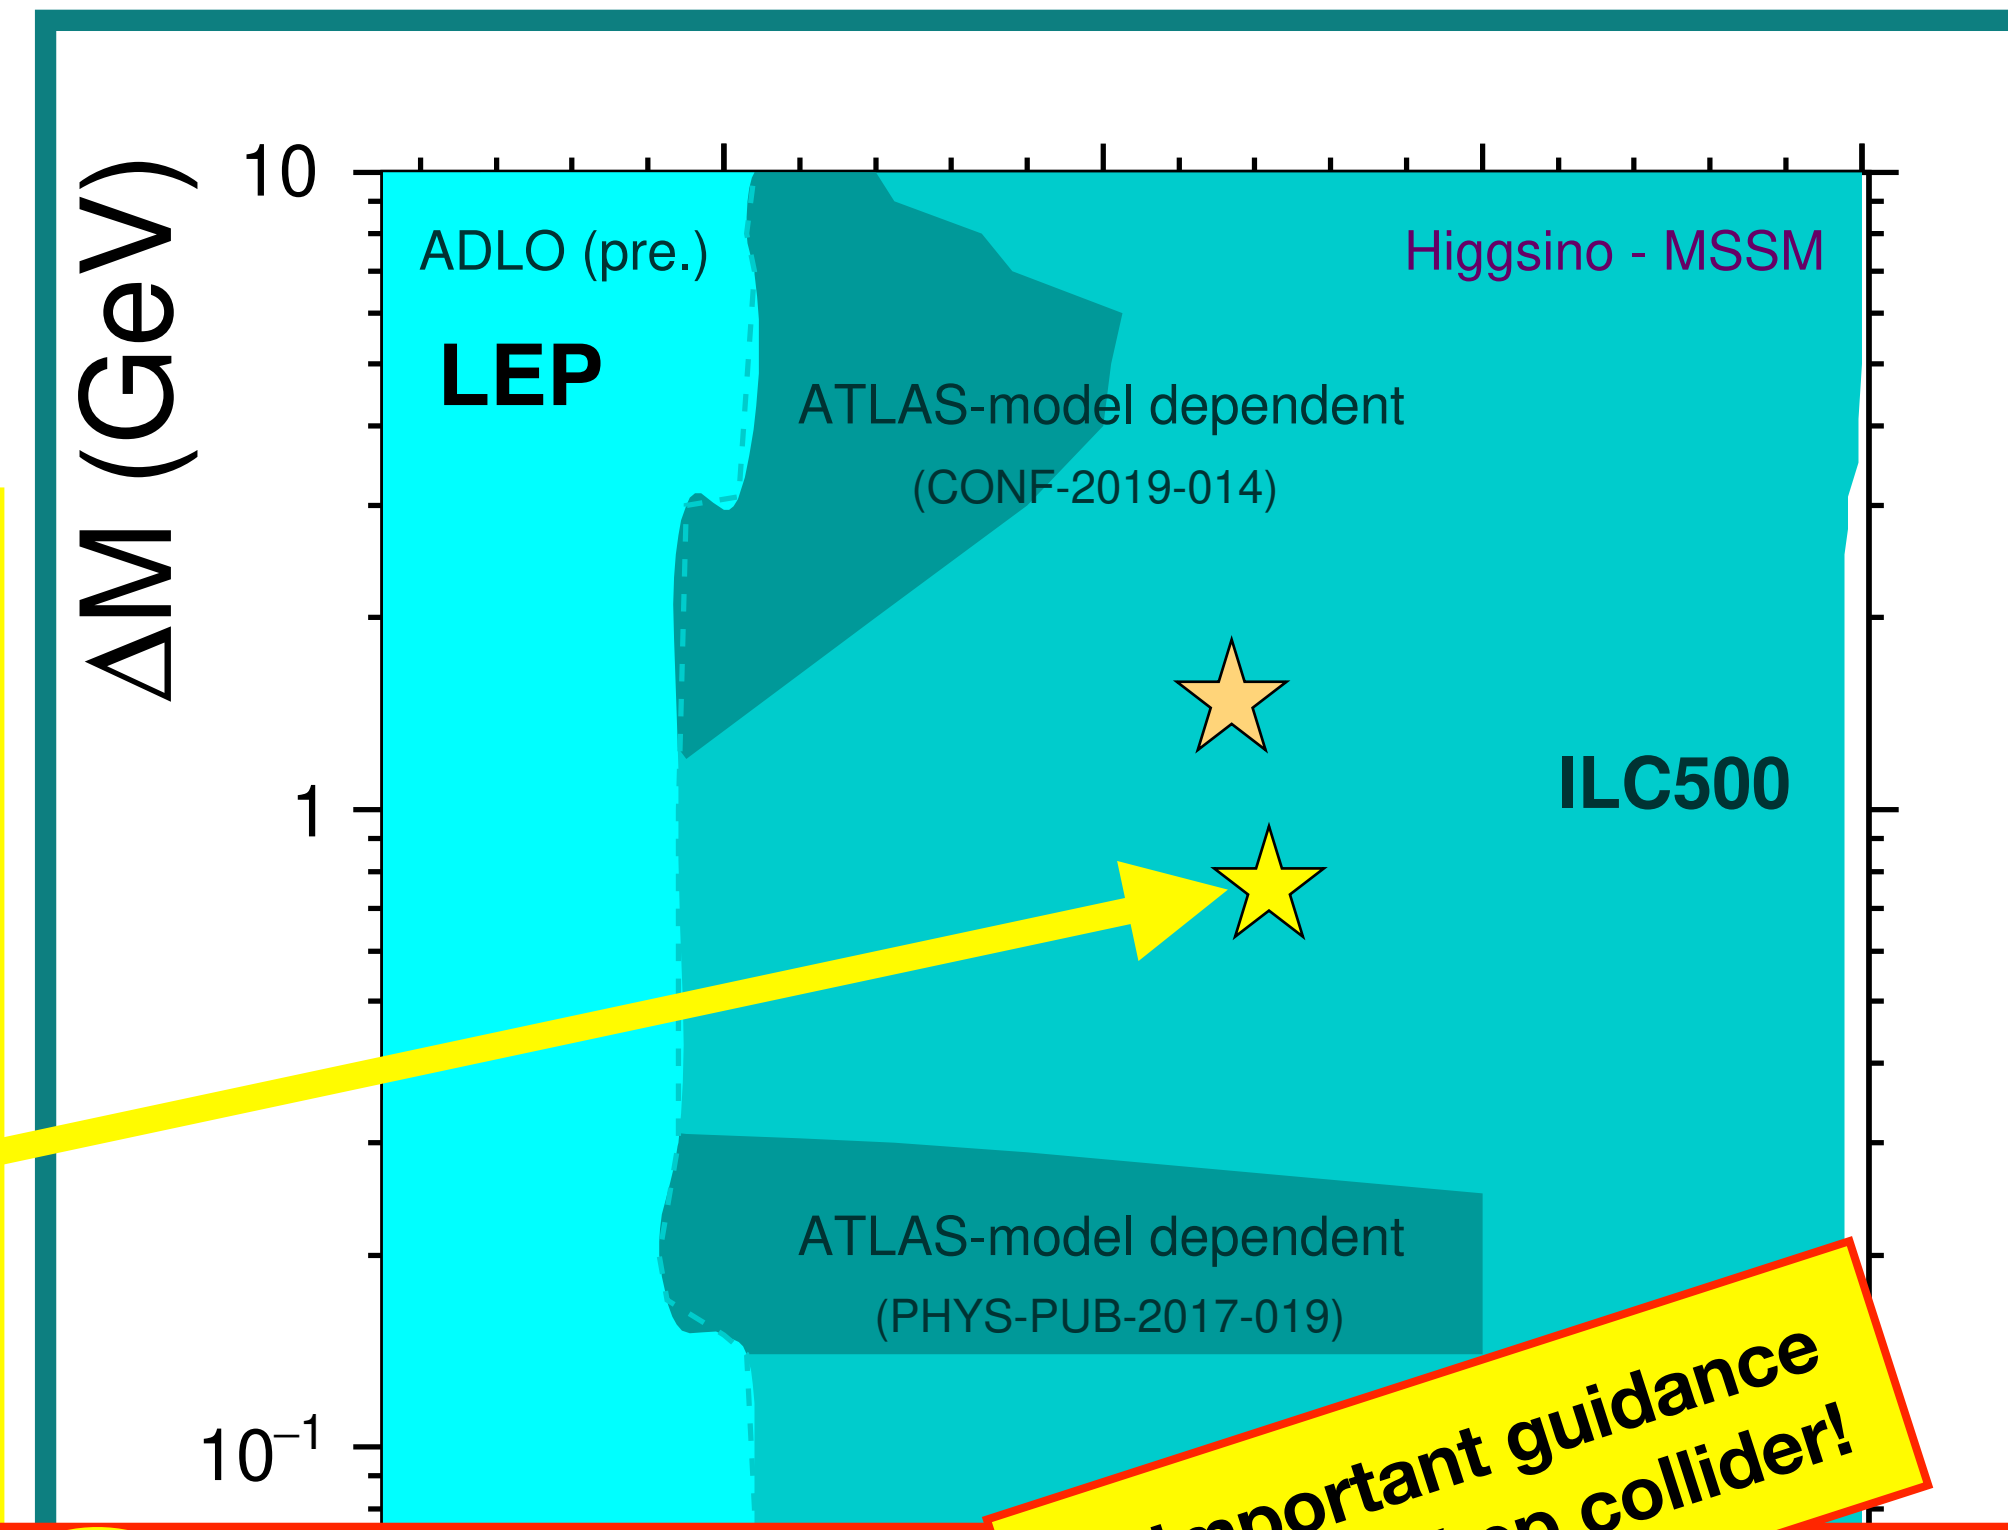 ΔM (GeV)
10
1
10⁻¹
ADLO (pre.)
LEP
Higgsino - MSSM
ATLAS-model dependent
(CONF-2019-014)
ILC500
ATLAS-model dependent
(PHYS-PUB-2017-019)
guidance
collider!